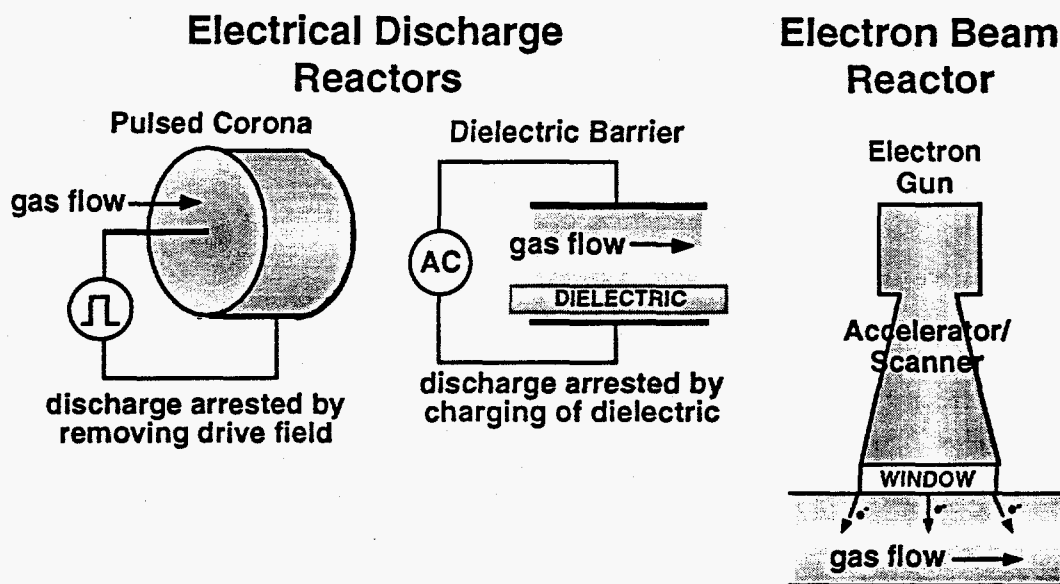 Electrical Discharge
Reactors
Pulsed Corona
gas flow
discharge arrested by
removing drive field
Dielectric Barrier
AC
gas flow
DIELECTRIC
discharge arrested by
charging of dielectric
Electron Beam
Reactor
Electron
Gun
Accelerator/
Scanner
WINDOW
e- e- e-
gas flow